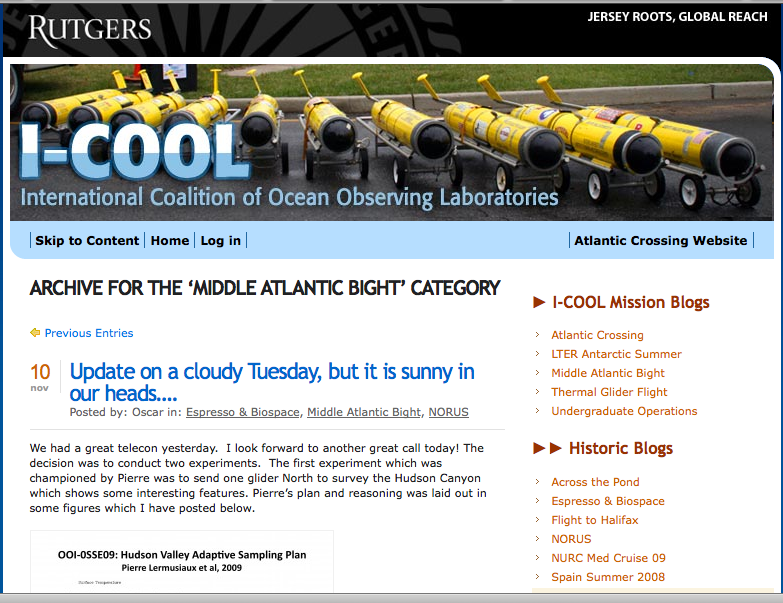 RUTGERS
JERSEY ROOTS, GLOBAL REACH
I-COOL
International Coalition of Ocean Observing Laboratories
Skip to Content
Home
Log in
Atlantic Crossing Website
ARCHIVE FOR THE ‘MIDDLE ATLANTIC BIGHT’ CATEGORY
Previous Entries
10
nov
Update on a cloudy Tuesday, but it is sunny in
our heads....
Posted by: Oscar in: Espresso & Biospace, Middle Atlantic Bight, NORUS
We had a great telecon yesterday. I look forward to another great call today! The
decision was to conduct two experiments. The first experiment which was
championed by Pierre was to send one glider North to survey the Hudson Canyon
which shows some interesting features. Pierre’s plan and reasoning was laid out in
some figures which I have posted below.
OOI-0SSE09: Hudson Valley Adaptive Sampling Plan
Pierre Lermusiaux et al, 2009
Surface Temperature
I-COOL Mission Blogs
Atlantic Crossing
LTER Antarctic Summer
Middle Atlantic Bight
Thermal Glider Flight
Undergraduate Operations
Historic Blogs
Across the Pond
Espresso & Biospace
Flight to Halifax
NORUS
NURC Med Cruise 09
Spain Summer 2008